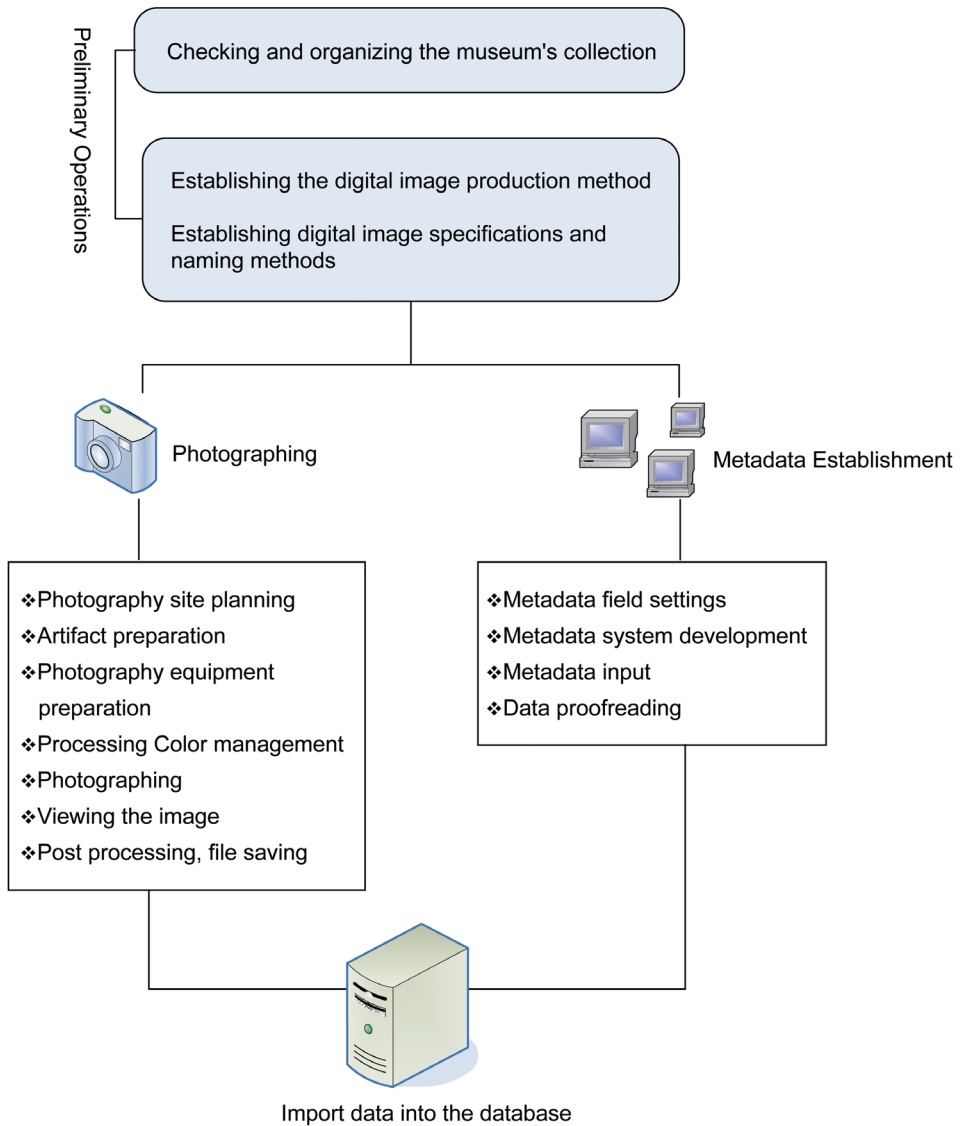 Preliminary Operations
Checking and organizing the museum's collection
Establishing the digital image production method
Establishing digital image specifications and
naming methods
Photographing
Metadata Establishment
❖Photography site planning
❖Artifact preparation
❖Photography equipment
preparation
❖Processing Color management
❖Photographing
❖Viewing the image
❖Post processing, file saving
❖Metadata field settings
❖Metadata system development
❖Metadata input
❖Data proofreading
Import data into the database